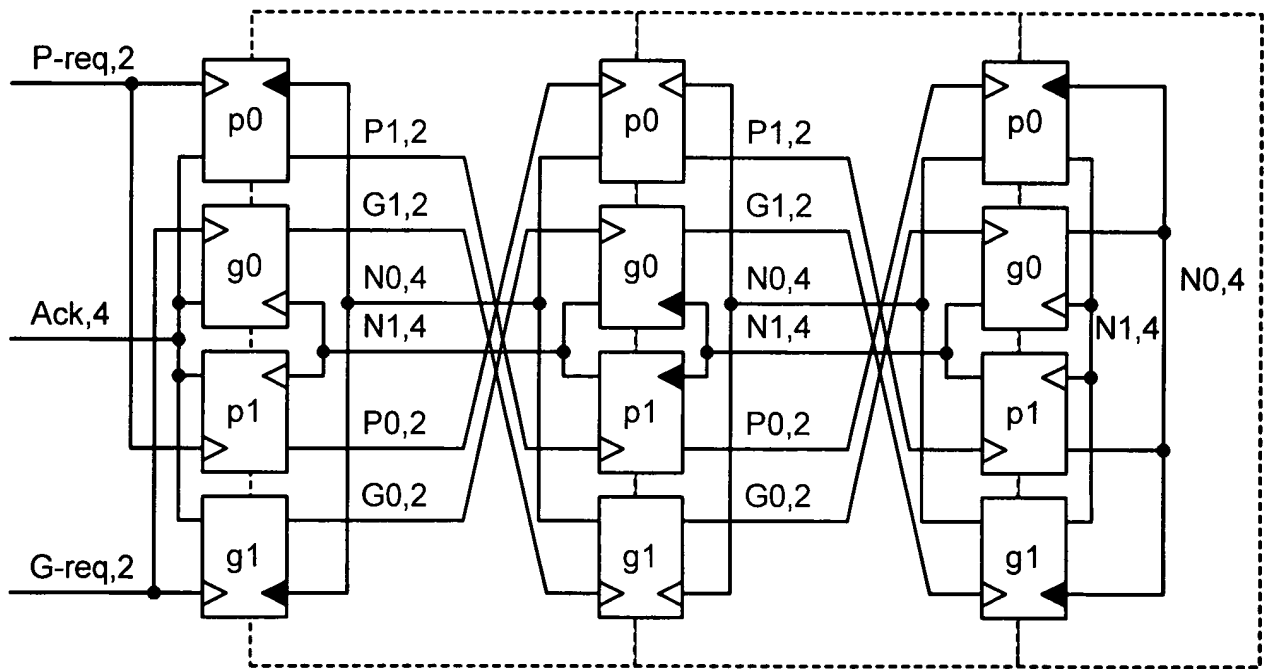 P-req,2
p0
p0
p0
P1,2
P1,2
G1,2
G1,2
g0
g0
g0
N0,4
N0,4
N0,4
Ack,4
N1,4
N1,4
N1,4
p1
p1
p1
P0,2
P0,2
G0,2
G0,2
G-req,2
g1
g1
g1